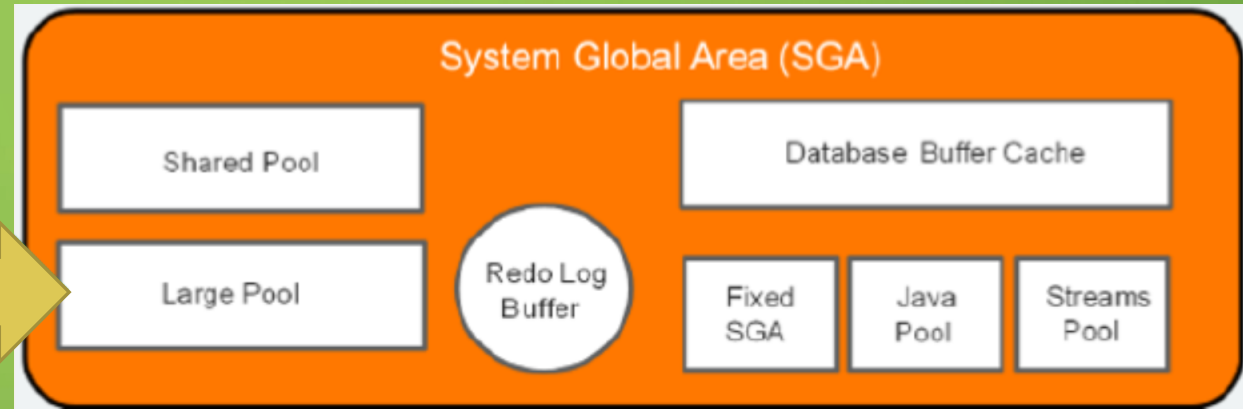 System Global Area (SGA)
Shared Pool
Database Buffer Cache
Large Pool
Redo Log
Buffer
Fixed
SGA
Java
Pool
Streams
Pool